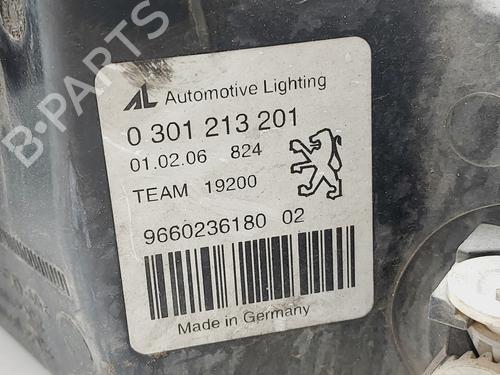 B-PARTS
AL Automotive Lighting
0 301 213 201
01.02.06 824
TEAM 19200
9660236180 02
Made in Germany